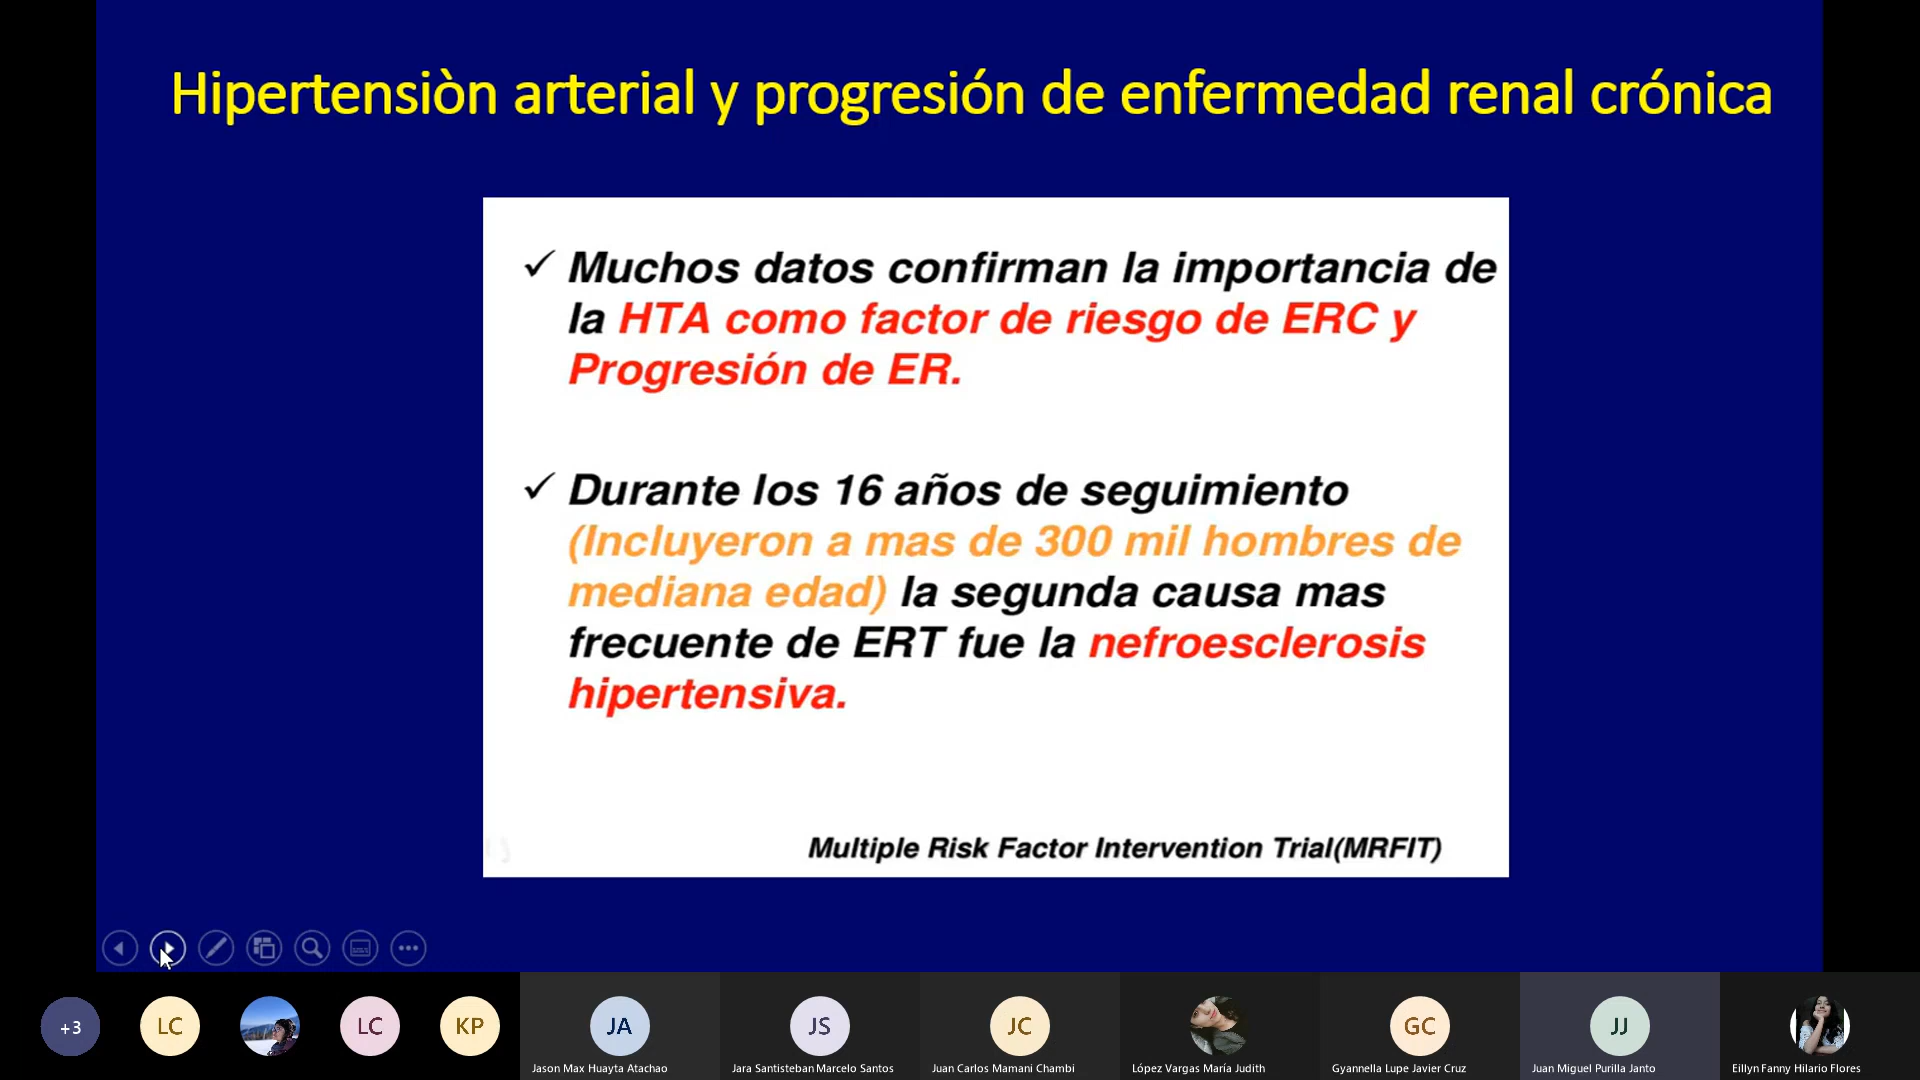 Hipertensiòn arterial y progresión de enfermedad renal crónica
✓ Muchos datos confirman la importancia de
la HTA como factor de riesgo de ERC y
Progresión de ER.
✓ Durante los 16 años de seguimiento
(Incluyeron a mas de 300 mil hombres de
mediana edad) la segunda causa mas
frecuente de ERT fue la nefroesclerosis
hipertensiva.
Multiple Risk Factor Intervention Trial(MRFIT)
+3
LC
LC
KP
JA
JS
JC
GC
JJ
Jason Max Huayta Atachao
Jara Santisteban Marcelo Santos
Juan Carlos Mamani Chambi
López Vargas María Judith
Gyannella Lupe Javier Cruz
Juan Miguel Purilla Janto
Eillyn Fanny Hilario Flores